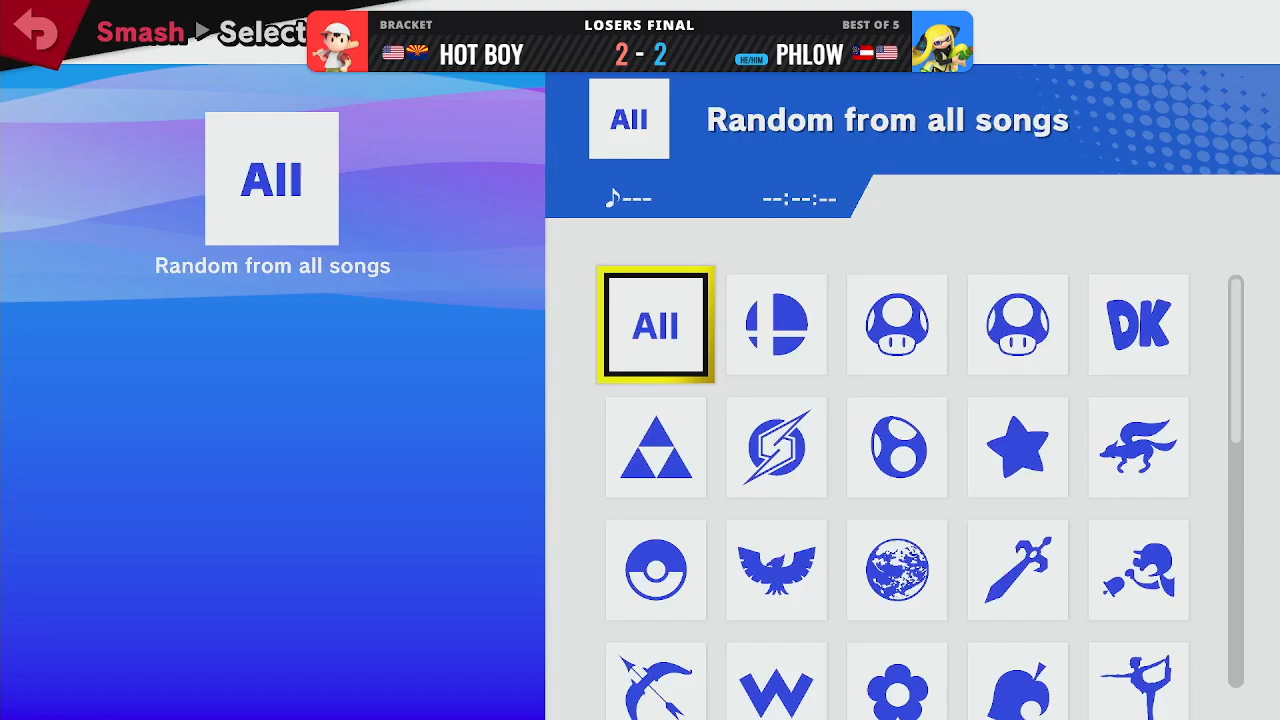 Smash ▶ Select
BRACKET
LOSERS FINAL
BEST OF 5
HOT BOY
2 - 2
HE/HIM
PHLOW
All
Random from all songs
All
Random from all songs
♪---
--:--:--
All
DK